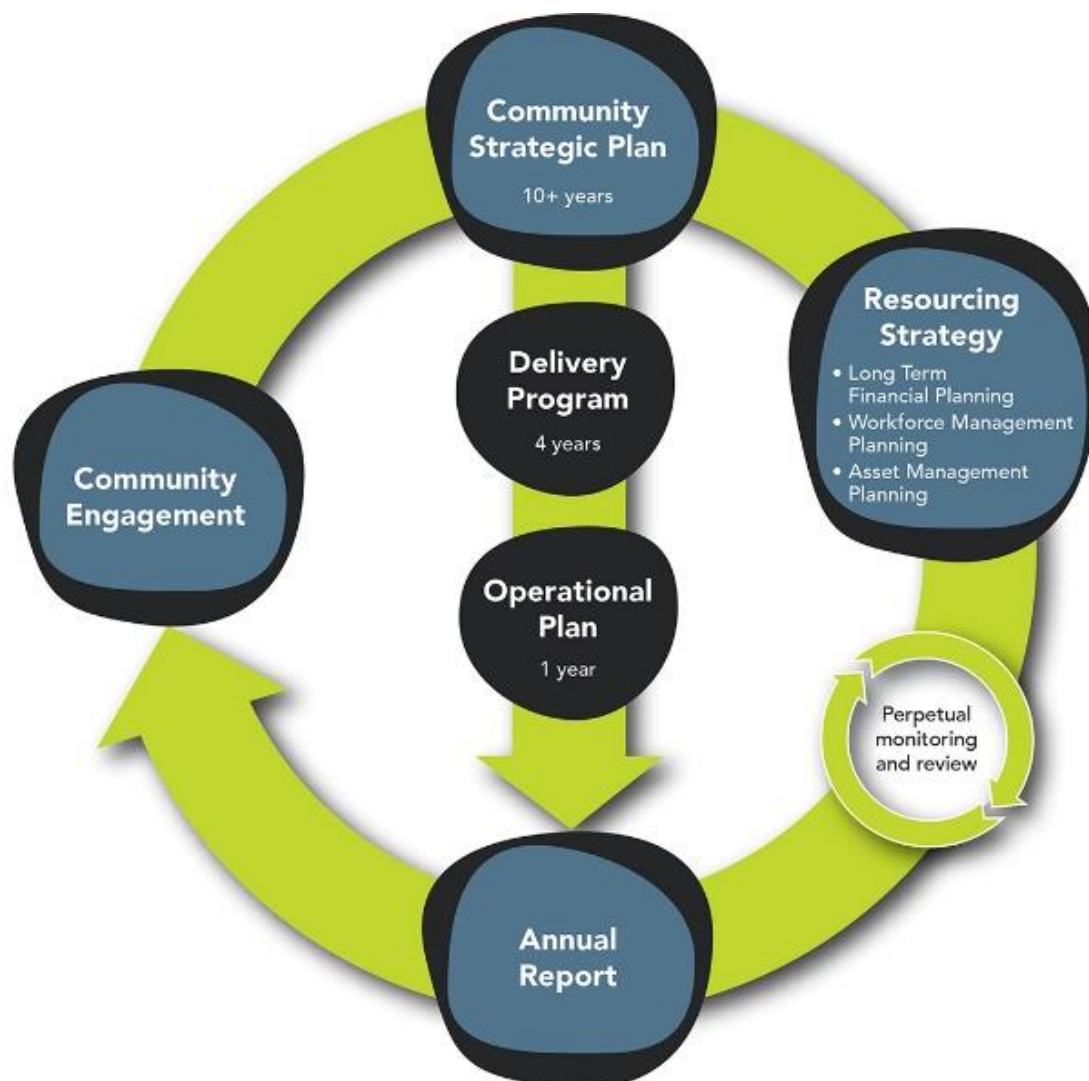 Community
Strategic Plan
10+ years
Resourcing
Strategy
• Long Term
Financial Planning
• Workforce Management
Planning
• Asset Management
Planning
Delivery
Program
4 years
Community
Engagement
Operational
Plan
1 year
Perpetual
monitoring
and review
Annual
Report